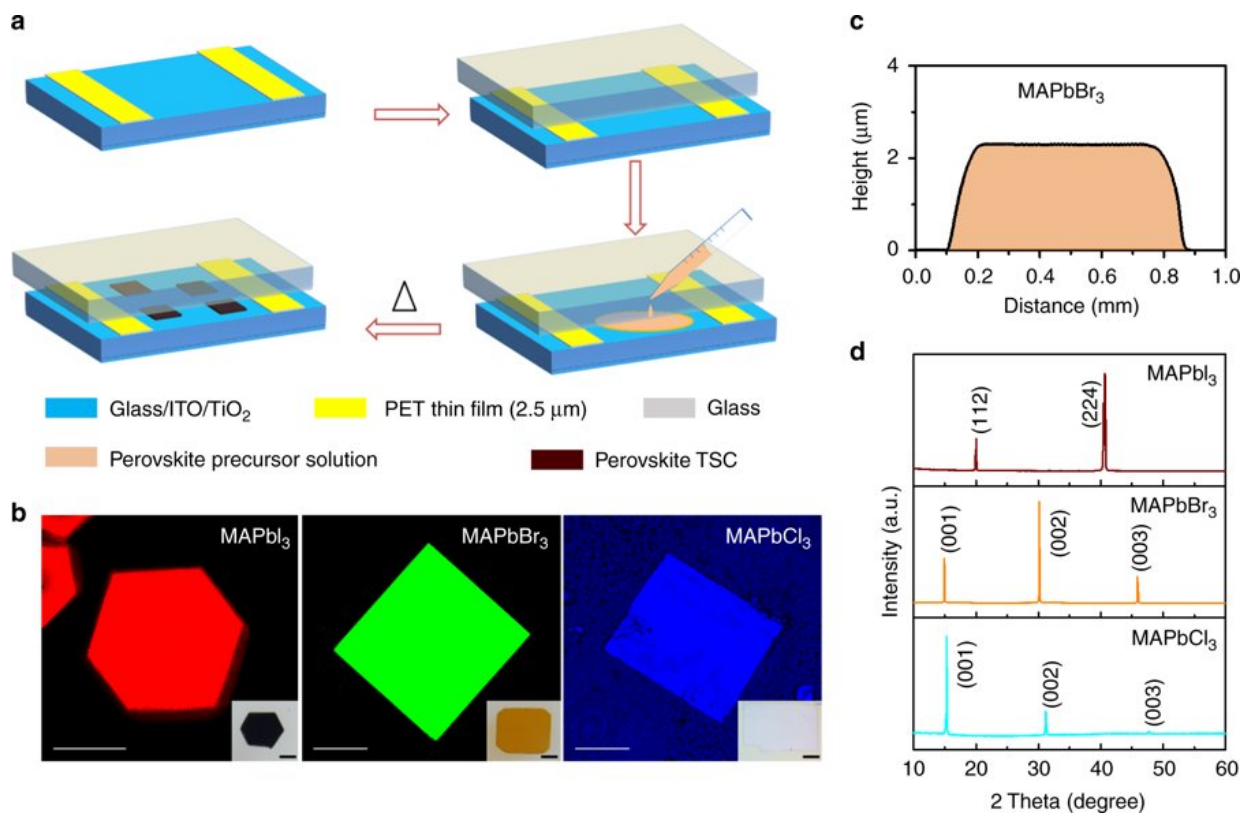 a
Δ
Glass/ITO/TiO₂
PET thin film (2.5 μm)
Glass
Perovskite precursor solution
Perovskite TSC
b
MAPbI₃
MAPbBr₃
MAPbCl₃
c
4
2
0
Height (μm)
MAPbBr₃
0.0 0.2 0.4 0.6 0.8 1.0
Distance (mm)
d
Intensity (a.u.)
MAPbI₃
(112)
(224)
MAPbBr₃
(001)
(002)
(003)
MAPbCl₃
(001)
(002)
(003)
10 20 30 40 50 60
2 Theta (degree)